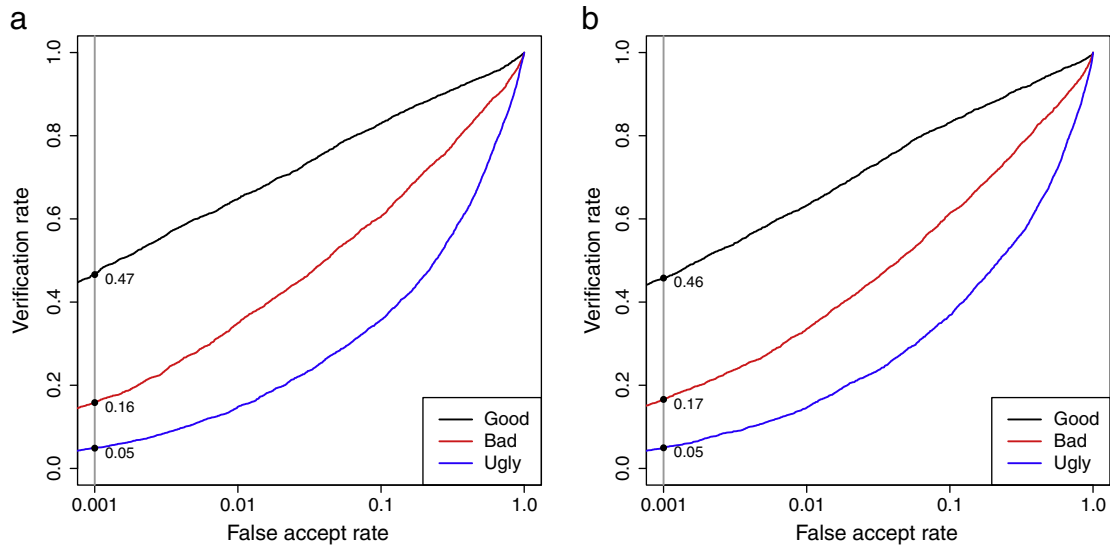 a
Verification rate
1.0
0.8
0.6
0.4
0.2
0.0
0.47
0.16
0.05
Good
Bad
Ugly
0.001
0.01
0.1
1.0
False accept rate
b
Verification rate
1.0
0.8
0.6
0.4
0.2
0.0
0.46
0.17
0.05
Good
Bad
Ugly
0.001
0.01
0.1
1.0
False accept rate